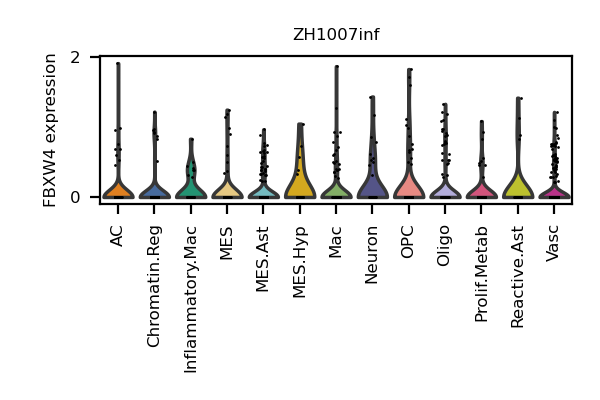 ZH1007inf
FBXW4 expression
2
0
AC
Chromatin.Reg
Inflammatory.Mac
MES
MES.Ast
MES.Hyp
Mac
Neuron
OPC
Oligo
Prolif.Metab
Reactive.Ast
Vasc